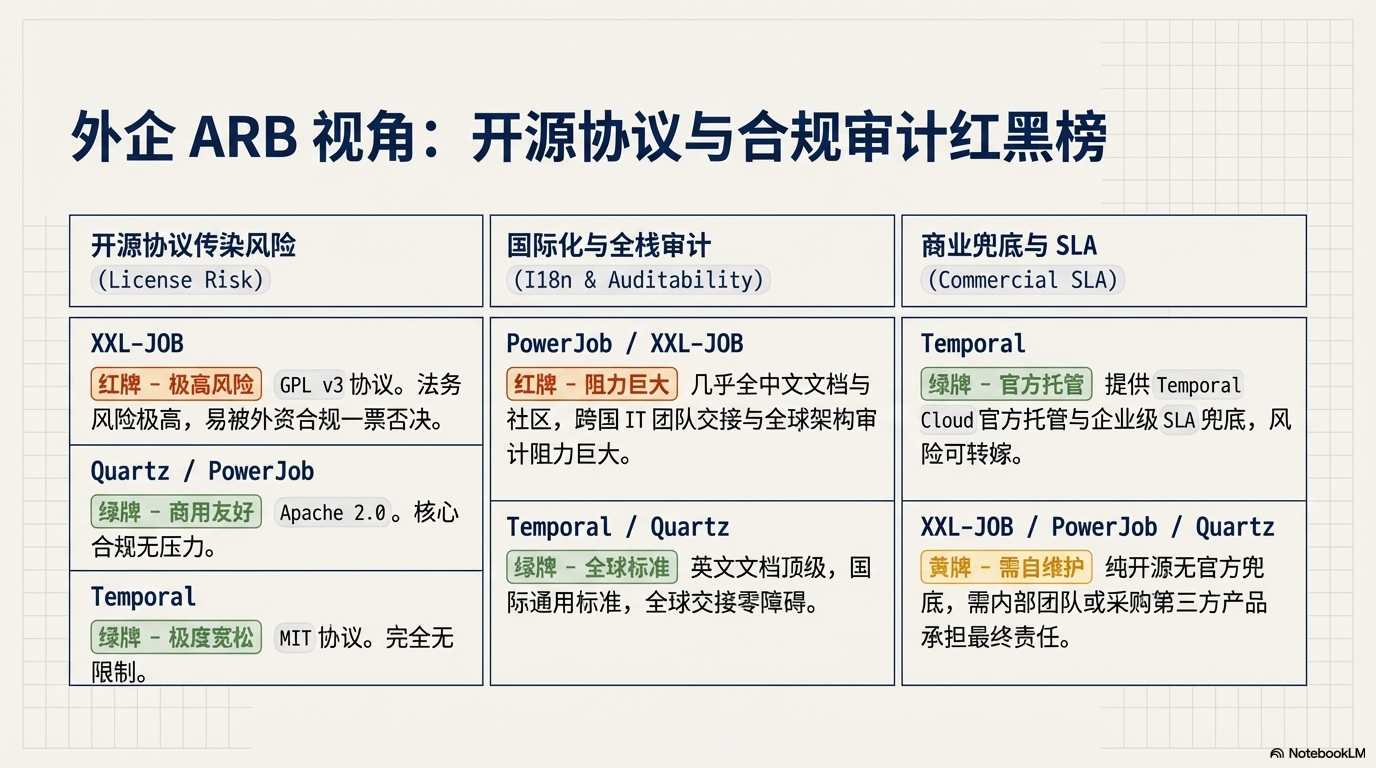 外企 ARB 视角：开源协议与合规审计红黑榜
开源协议传染风险
(License Risk)
XXL-JOB
红牌 - 极高风险 GPL v3 协议。法务
风险极高，易被外资合规一票否决。
Quartz / PowerJob
绿牌 - 商用友好 Apache 2.0。核心
合规无压力。
Temporal
绿牌 - 极度宽松 MIT 协议。完全无
限制。
国际化与全栈审计
(I18n & Auditability)
PowerJob / XXL-JOB
红牌 - 阻力巨大 几乎全中文文档与
社区，跨国 IT 团队交接与全球架构审
计阻力巨大。
Temporal / Quartz
绿牌 - 全球标准 英文文档顶级，国
际通用标准，全球交接零障碍。
商业兜底与 SLA
(Commercial SLA)
Temporal
绿牌 - 官方托管 提供 Temporal
Cloud 官方托管与企业级 SLA 兜底，风
险可转嫁。
XXL-JOB / PowerJob / Quartz
黄牌 - 需自维护 纯开源无官方兜
底，需内部团队或采购第三方产品
承担最终责任。
NotebookLM